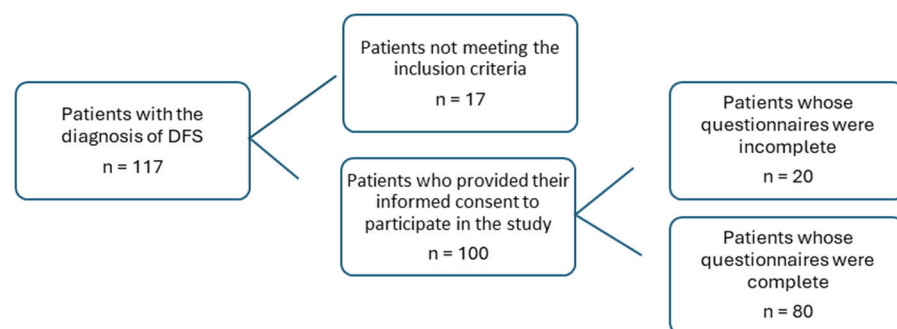 Patients with the
diagnosis of DFS
n = 117
Patients not meeting the
inclusion criteria
n = 17
Patients who provided their
informed consent to
participate in the study
n = 100
Patients whose
questionnaires were
incomplete
n = 20
Patients whose
questionnaires were
complete
n = 80